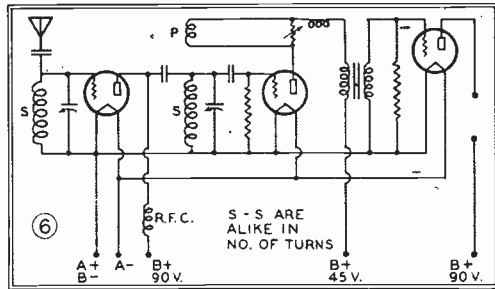 P
S
S
R.F.C.
S - S ARE
ALIKE IN
NO. OF TURNS
6
A+ A- B+ B+ B+
B- 90 V. 45 V. 90 V.